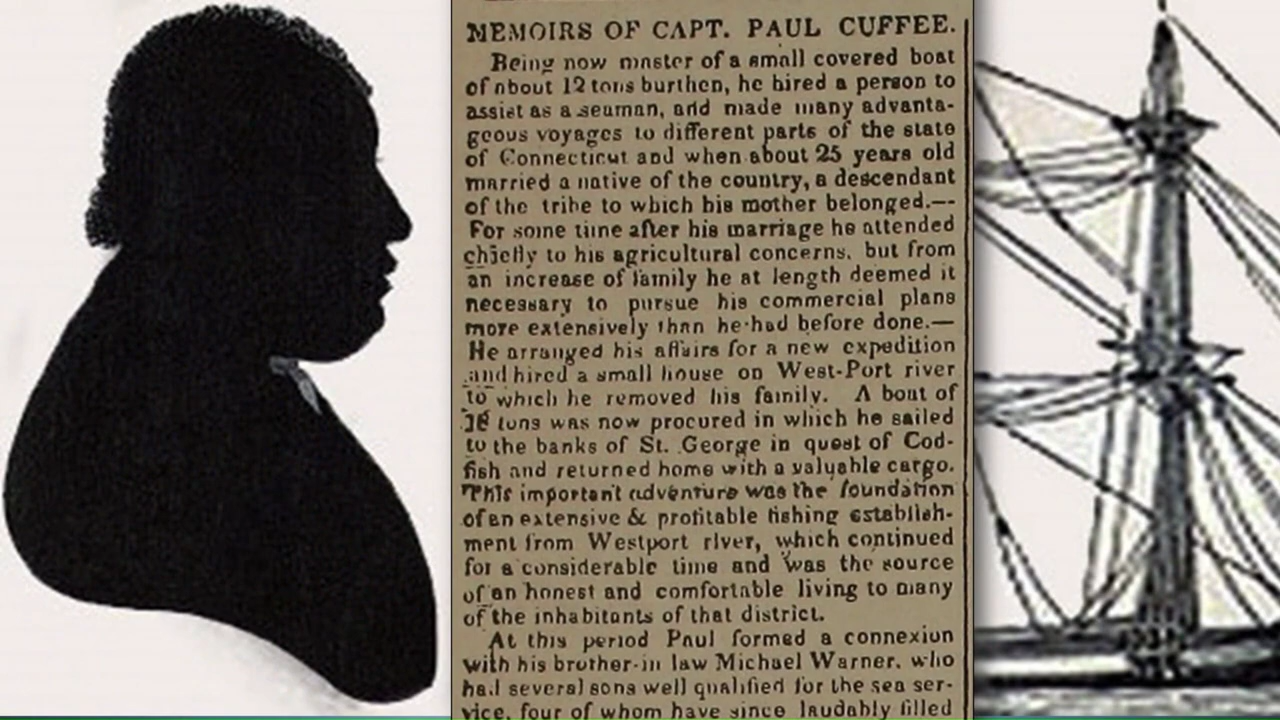 MEMOIRS OF CAPT. PAUL CUFFEE.
Being now master of a small covered boat
of about 12 tons burthen, he hired a person to
assist as a seaman, and made many advanta-
geous voyages to different parts of the state
of Connecticut and when about 25 years old
married a native of the country, a descendant
of the tribe to which his mother belonged.—
For some time after his marriage he attended
chiefly to his agricultural concerns, but from
an increase of family he at length deemed it
necessary to pursue his commercial plans
more extensively than he had before done.—
He arranged his affairs for a new expedition
and hired a small house on West-Port river
to which he removed his family. A boat of
18 tons was now procured in which he sailed
to the banks of St. George in quest of Cod-
fish and returned home with a valuable cargo.
This important adventure was the foundation
of an extensive & profitable fishing establish-
ment from Westport river, which continued
for a considerable time and was the source
of an honest and comfortable living to many
of the inhabitants of that district.
At this period Paul formed a connexion
with his brother-in law Michael Warner, who
had several sons well qualified for the sea ser-
vice, four of whom have since laudably filled